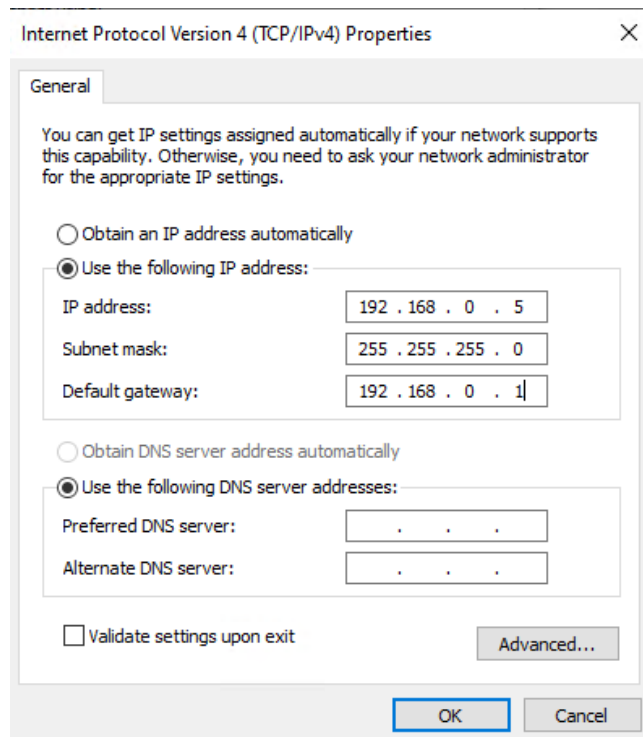 Internet Protocol Version 4 (TCP/IPv4) Properties
General
You can get IP settings assigned automatically if your network supports
this capability. Otherwise, you need to ask your network administrator
for the appropriate IP settings.
Obtain an IP address automatically
Use the following IP address:
IP address: 192 . 168 . 0 . 5
Subnet mask: 255 . 255 . 255 . 0
Default gateway: 192 . 168 . 0 . 1
Obtain DNS server address automatically
Use the following DNS server addresses:
Preferred DNS server: . . .
Alternate DNS server: . . .
Validate settings upon exit
Advanced...
OK Cancel